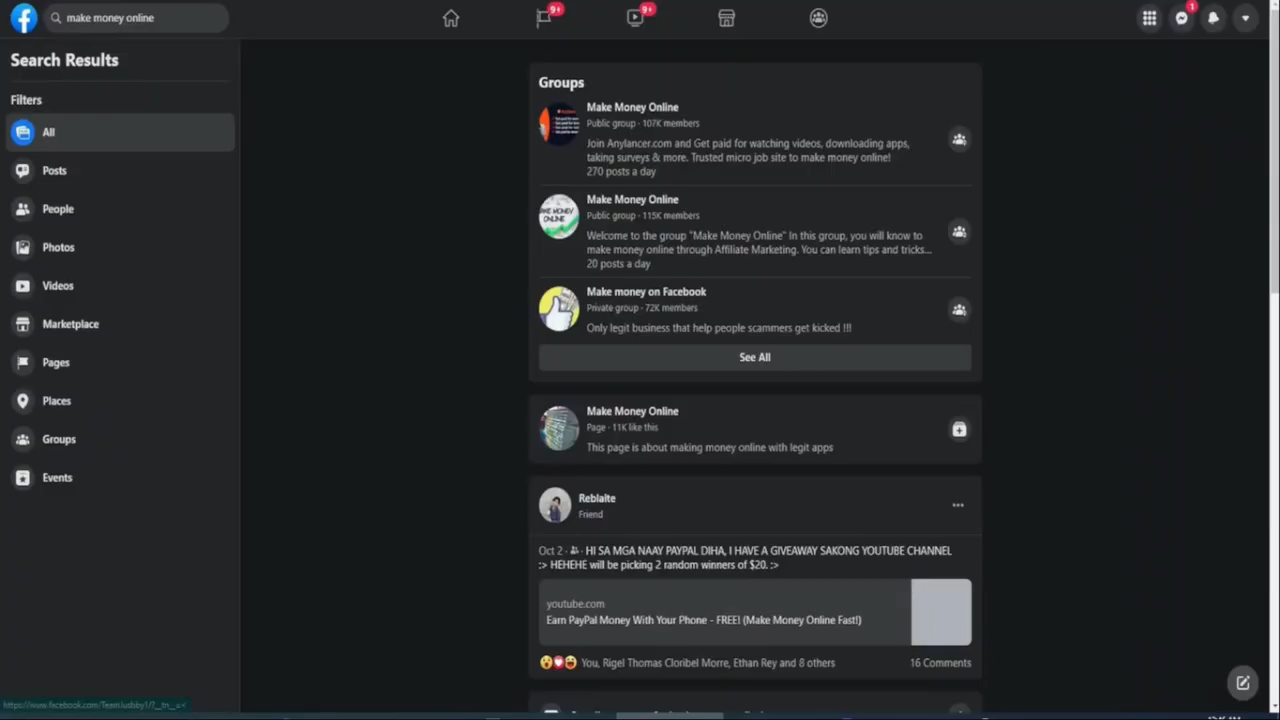 make money online
9+
9+
1
Search Results
Filters
All
Posts
People
Photos
Videos
Marketplace
Pages
Places
Groups
Events
Groups
Make Money Online
Public group · 107K members
Join Anylancer.com and Get paid for watching videos, downloading apps,
taking surveys & more. Trusted micro job site to make money online!
270 posts a day
Make Money Online
Public group · 115K members
Welcome to the group "Make Money Online" In this group, you will know to
make money online through Affiliate Marketing. You can learn tips and tricks...
20 posts a day
Make money on Facebook
Private group · 72K members
Only legit business that help people scammers get kicked !!!
See All
Make Money Online
Page · 11K like this
This page is about making money online with legit apps
Reblaite
Friend
Oct 2 · HI SA MGA NAAY PAYPAL DIHA, I HAVE A GIVEAWAY SAKONG YOUTUBE CHANNEL
:> HEHEHE will be picking 2 random winners of $20. :>
youtube.com
Earn PayPal Money With Your Phone - FREE! (Make Money Online Fast!)
You, Rigel Thomas Cloribel Morre, Ethan Rey and 8 others
16 Comments